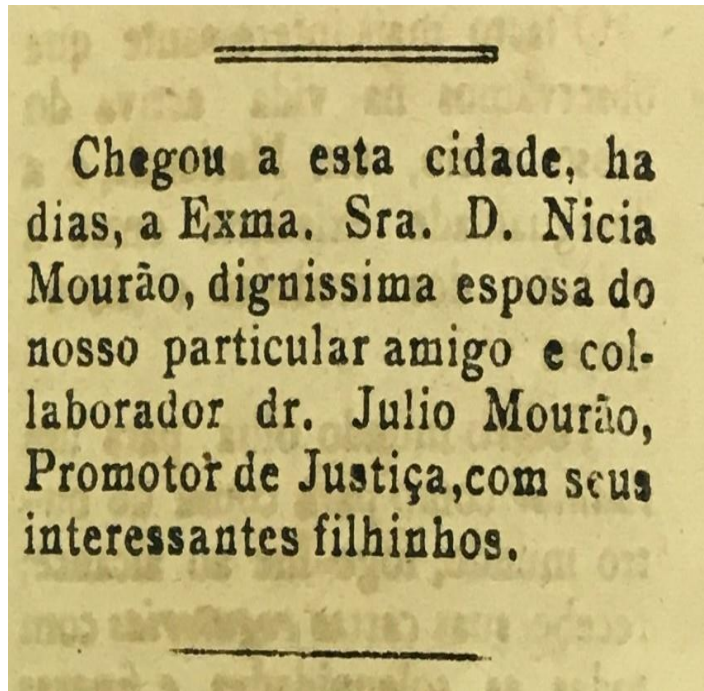 Chegou a esta cidade, ha
dias, a Exma. Sra. D. Nicia
Mourão, dignissima esposa do
nosso particular amigo e col-
laborador dr. Julio Mourão,
Promotor de Justiça,com seus
interessantes filhinhos.